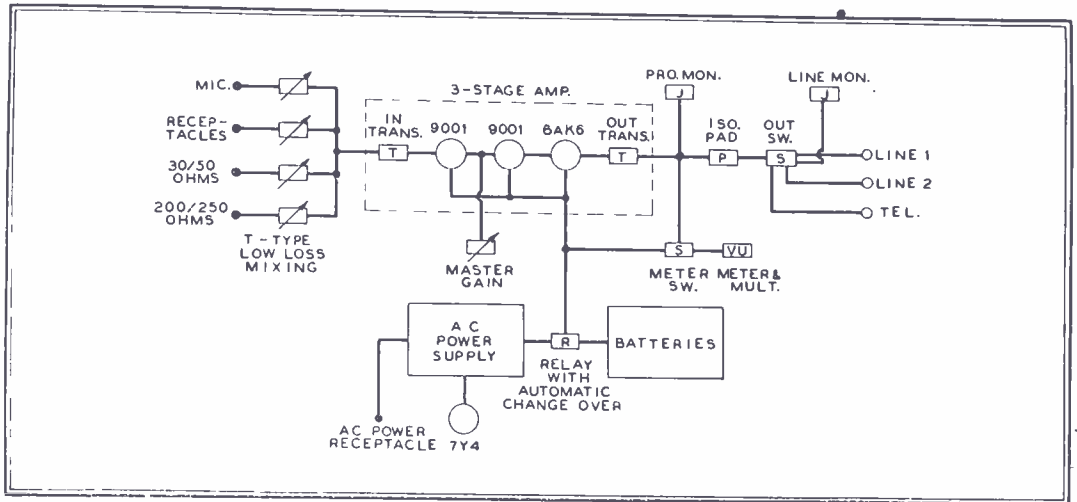 MIC.
RECEP-
TACLES
30/50
OHMS
200/250
OHMS
T-TYPE
LOW LOSS
MIXING
3-STAGE AMP.
IN
TRANS.
9001
9001
6AK6
OUT
TRANS.
T
T
MASTER
GAIN
PRO. MON.
J
LINE MON.
J
ISO.
PAD
P
OUT
SW.
S
LINE 1
LINE 2
TEL.
S
VU
METER
SW.
METER &
MULT.
A C
POWER
SUPPLY
R
BATTERIES
RELAY
WITH
AUTOMATIC
CHANGE OVER
AC POWER
RECEPTACLE
7Y4